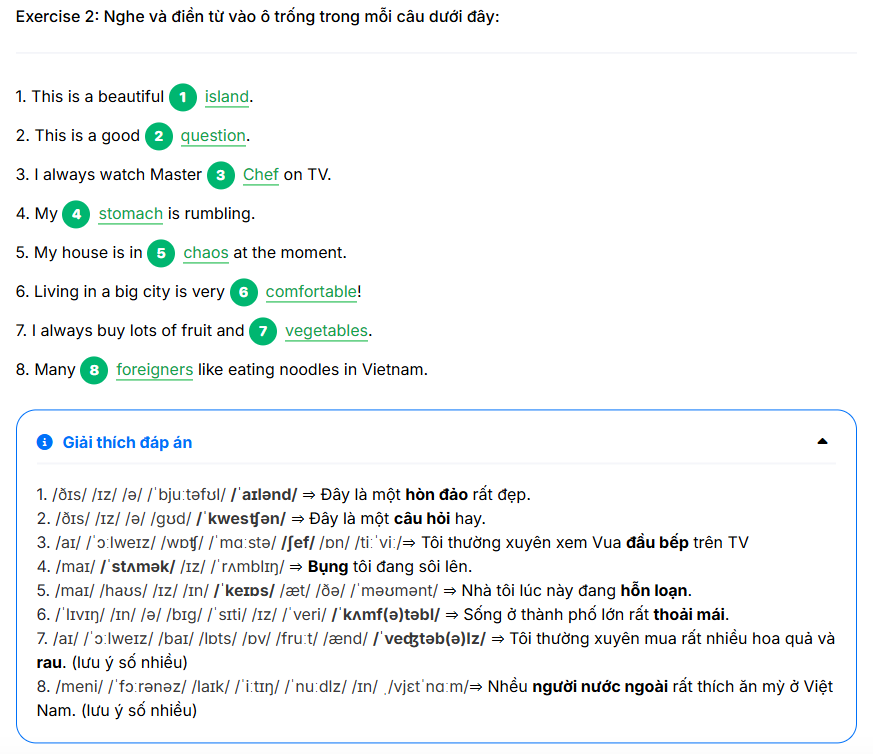 Exercise 2: Nghe và điền từ vào ô trống trong mỗi câu dưới đây:
1. This is a beautiful 1 island.
2. This is a good 2 question.
3. I always watch Master 3 Chef on TV.
4. My 4 stomach is rumbling.
5. My house is in 5 chaos at the moment.
6. Living in a big city is very 6 comfortable!
7. I always buy lots of fruit and 7 vegetables.
8. Many 8 foreigners like eating noodles in Vietnam.
Giải thích đáp án
1. /ðɪs/ /ɪz/ /ə/ /ˈbjuːtəfʊl/ /ˈaɪlənd/ ⇒ Đây là một hòn đảo rất đẹp.
2. /ðɪs/ /ɪz/ /ə/ /gʊd/ /ˈkwesʧən/ ⇒ Đây là một câu hỏi hay.
3. /aɪ/ /ˈɔːlweɪz/ /wɒʧ/ /ˈmɑːstə/ /ʃef/ /ɒn/ /tiːˈviː/⇒ Tôi thường xuyên xem Vua đầu bếp trên TV
4. /maɪ/ /ˈstʌmək/ /ɪz/ /ˈrʌmblɪŋ/ ⇒ Bụng tôi đang sôi lên.
5. /maɪ/ /haʊs/ /ɪz/ /ɪn/ /ˈkeɪɒs/ /æt/ /ðə/ /ˈməʊmənt/ ⇒ Nhà tôi lúc này đang hỗn loạn.
6. /ˈlɪvɪŋ/ /ɪn/ /ə/ /bɪg/ /ˈsɪti/ /ɪz/ /ˈveri/ /ˈkʌmf(ə)təbl/ ⇒ Sống ở thành phố lớn rất thoải mái.
7. /aɪ/ /ˈɔːlweɪz/ /baɪ/ /lɒts/ /ɒv/ /fruːt/ /ænd/ /ˈveʤtəb(ə)lz/ ⇒ Tôi thường xuyên mua rất nhiều hoa quả và
rau. (lưu ý số nhiều)
8. /meni/ /ˈfɔːrənəz/ /laɪk/ /ˈiːtɪŋ/ /ˈnuːdlz/ /ɪn/ ˌ/vjɛtˈnɑːm/⇒ Nhều người nước ngoài rất thích ăn mỳ ở Việt
Nam. (lưu ý số nhiều)